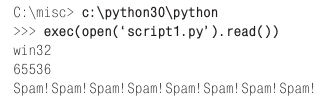 C:\misc> c:\python30\python
>>> exec(open('script1.py').read())
win32
65536
Spam!Spam!Spam!Spam!Spam!Spam!Spam!Spam!